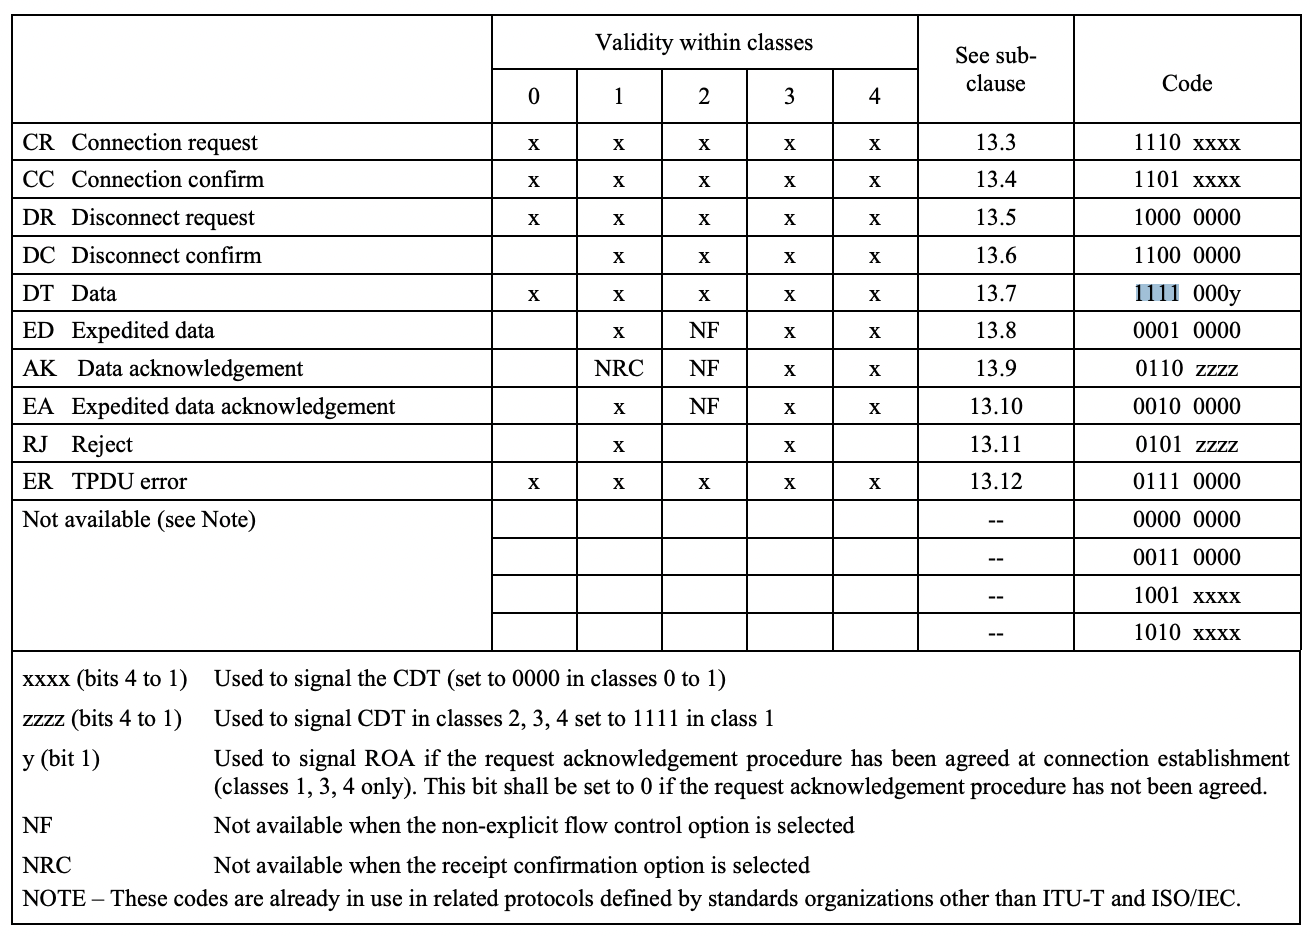 Validity within classes
See sub-
clause
Code
0 1 2 3 4
CR Connection request x x x x x 13.3 1110 xxxx
CC Connection confirm x x x x x 13.4 1101 xxxx
DR Disconnect request x x x x x 13.5 1000 0000
DC Disconnect confirm x x x x 13.6 1100 0000
DT Data x x x x x 13.7 1111 000y
ED Expedited data x NF x x 13.8 0001 0000
AK Data acknowledgement NRC NF x x 13.9 0110 zzzz
EA Expedited data acknowledgement x NF x x 13.10 0010 0000
RJ Reject x x 13.11 0101 zzzz
ER TPDU error x x x x x 13.12 0111 0000
Not available (see Note) -- 0000 0000
-- 0011 0000
-- 1001 xxxx
-- 1010 xxxx
xxxx (bits 4 to 1) Used to signal the CDT (set to 0000 in classes 0 to 1)
zzzz (bits 4 to 1) Used to signal CDT in classes 2, 3, 4 set to 1111 in class 1
y (bit 1) Used to signal ROA if the request acknowledgement procedure has been agreed at connection establishment
(classes 1, 3, 4 only). This bit shall be set to 0 if the request acknowledgement procedure has not been agreed.
NF Not available when the non-explicit flow control option is selected
NRC Not available when the receipt confirmation option is selected
NOTE – These codes are already in use in related protocols defined by standards organizations other than ITU-T and ISO/IEC.